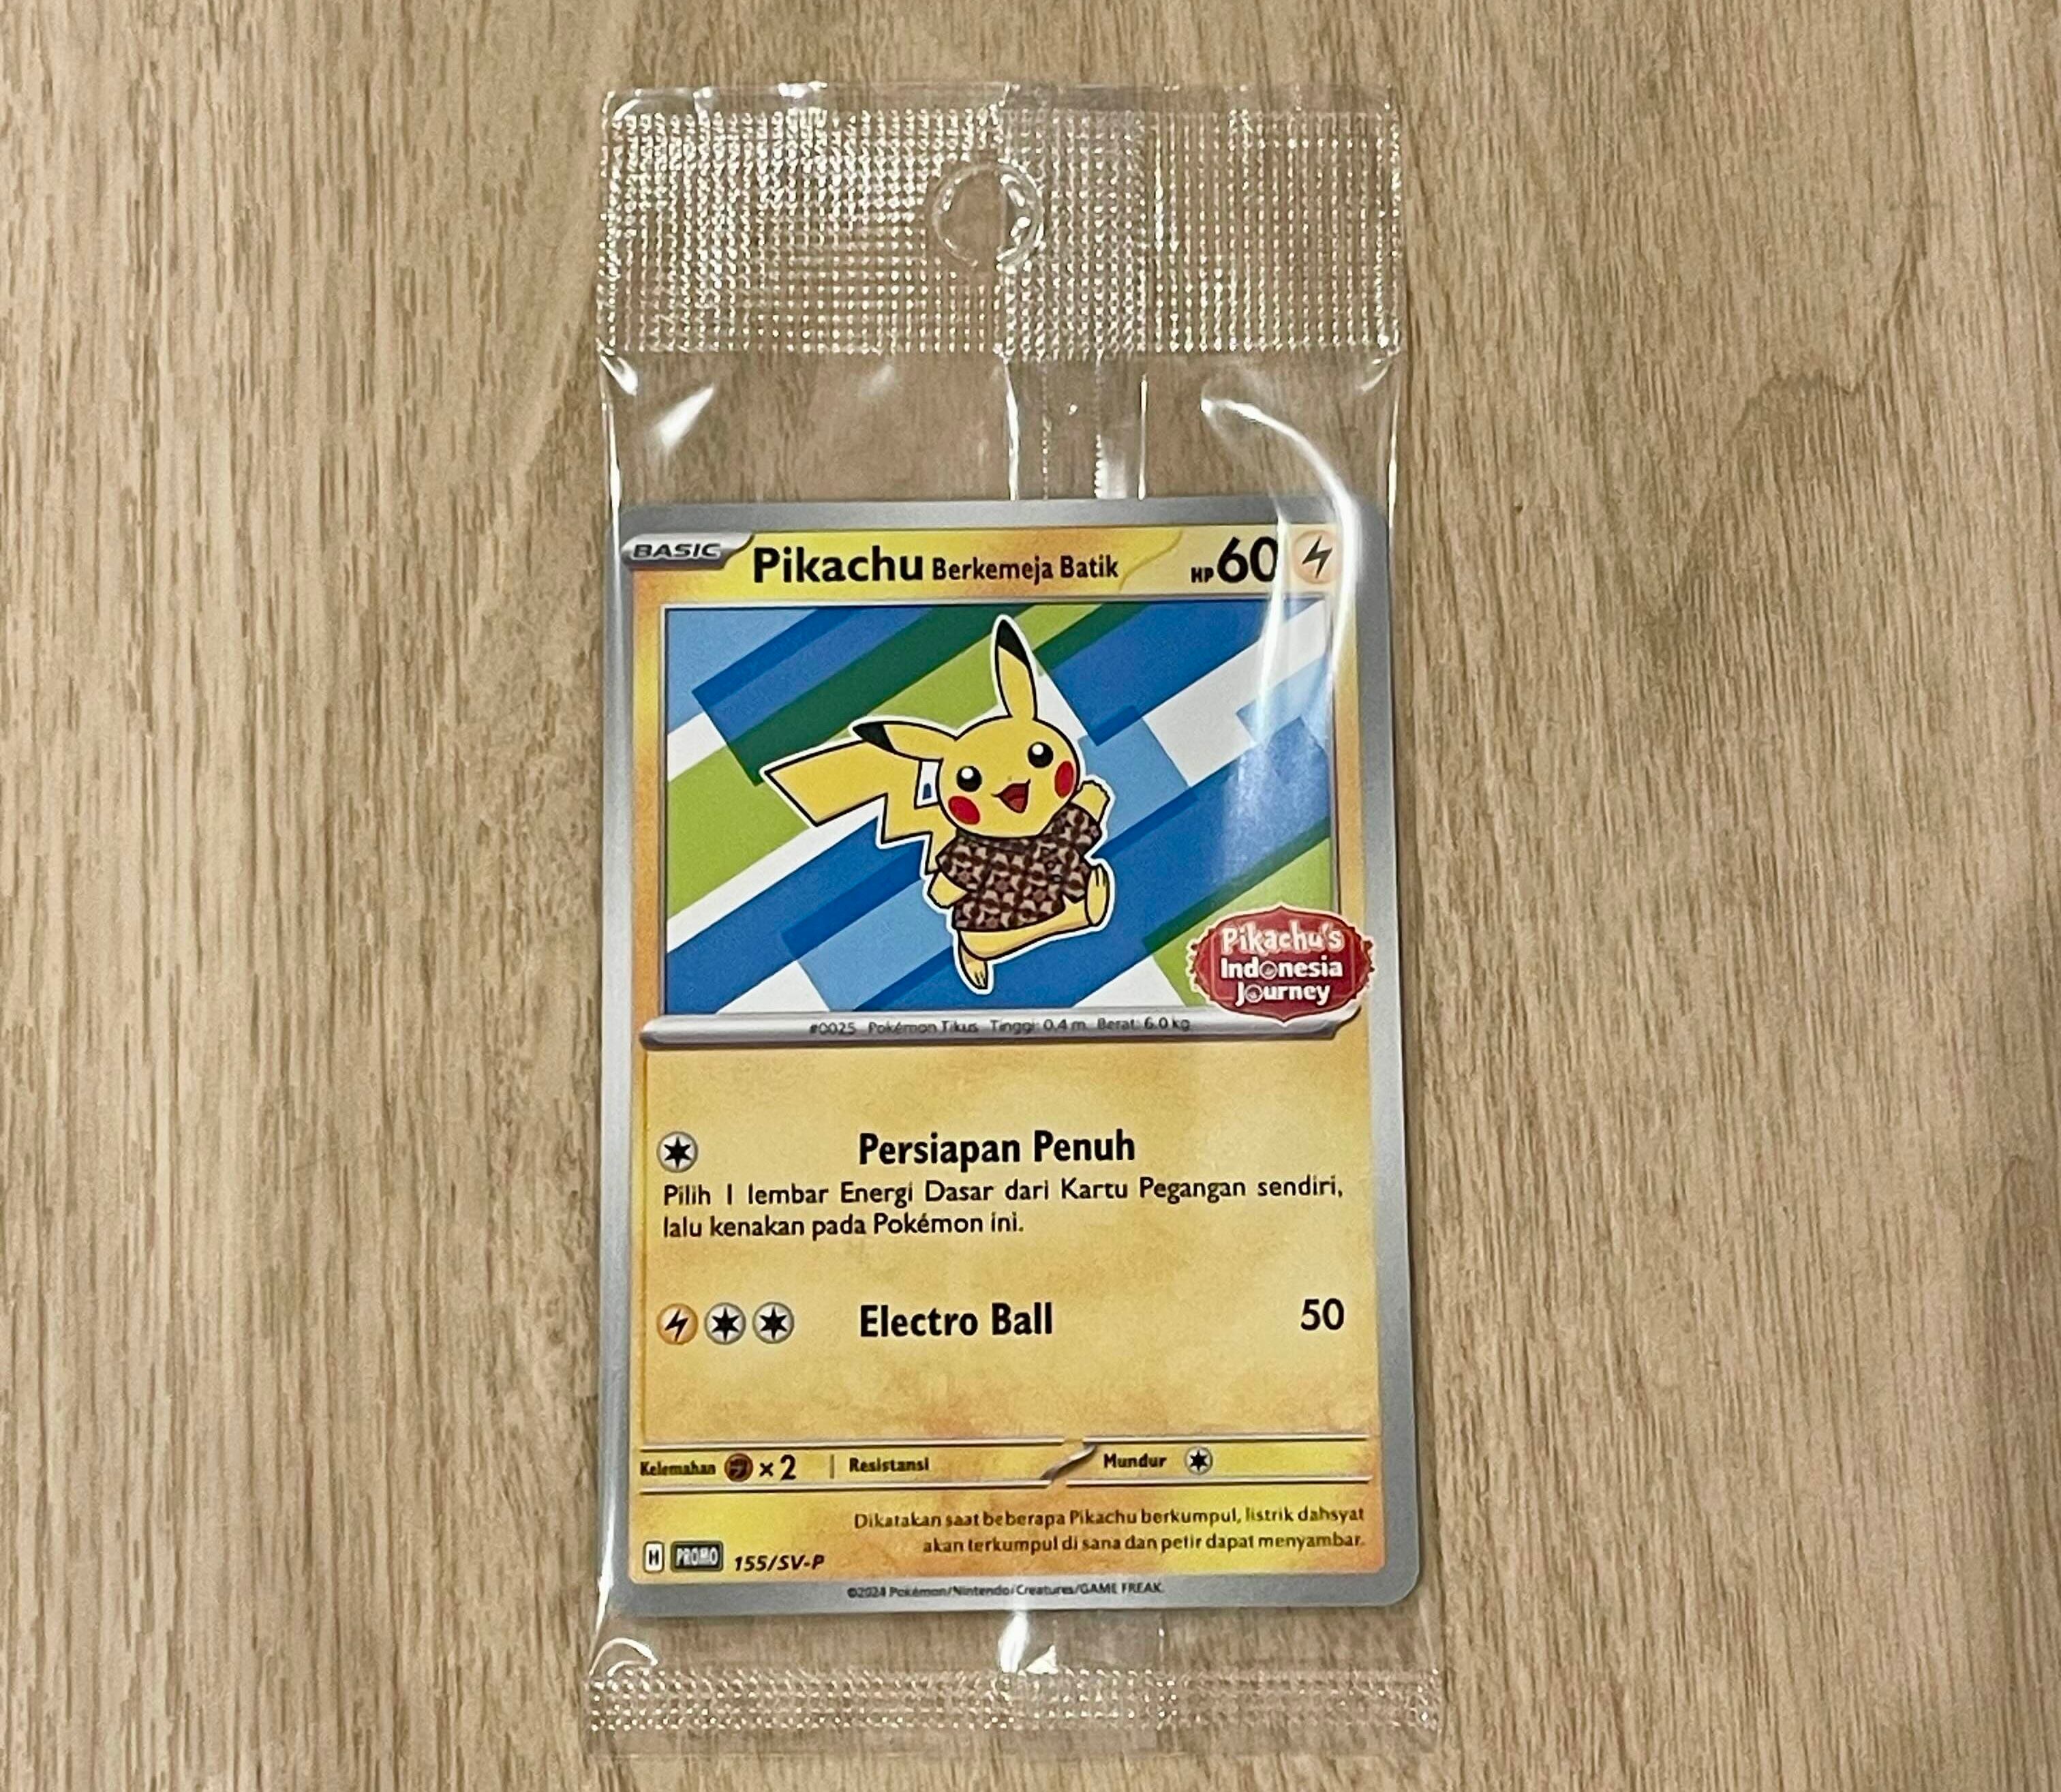 BASIC
Pikachu Berkemeja Batik
HP 60
Pikachu's
Indonesia
Journey
#0025 Pokémon Tikus Tinggi: 0.4 m Berat: 6.0 kg
Persiapan Penuh
Pilih 1 lembar Energi Dasar dari Kartu Pegangan sendiri,
lalu kenakan pada Pokémon ini.
Electro Ball 50
Kelemahan ×2 Resistansi Mundur
Dikatakan saat beberapa Pikachu berkumpul, listrik dahsyat
akan terkumpul di sana dan petir dapat menyambar.
H PROMO 155/SV-P
©2024 Pokémon/Nintendo/Creatures/GAME FREAK.